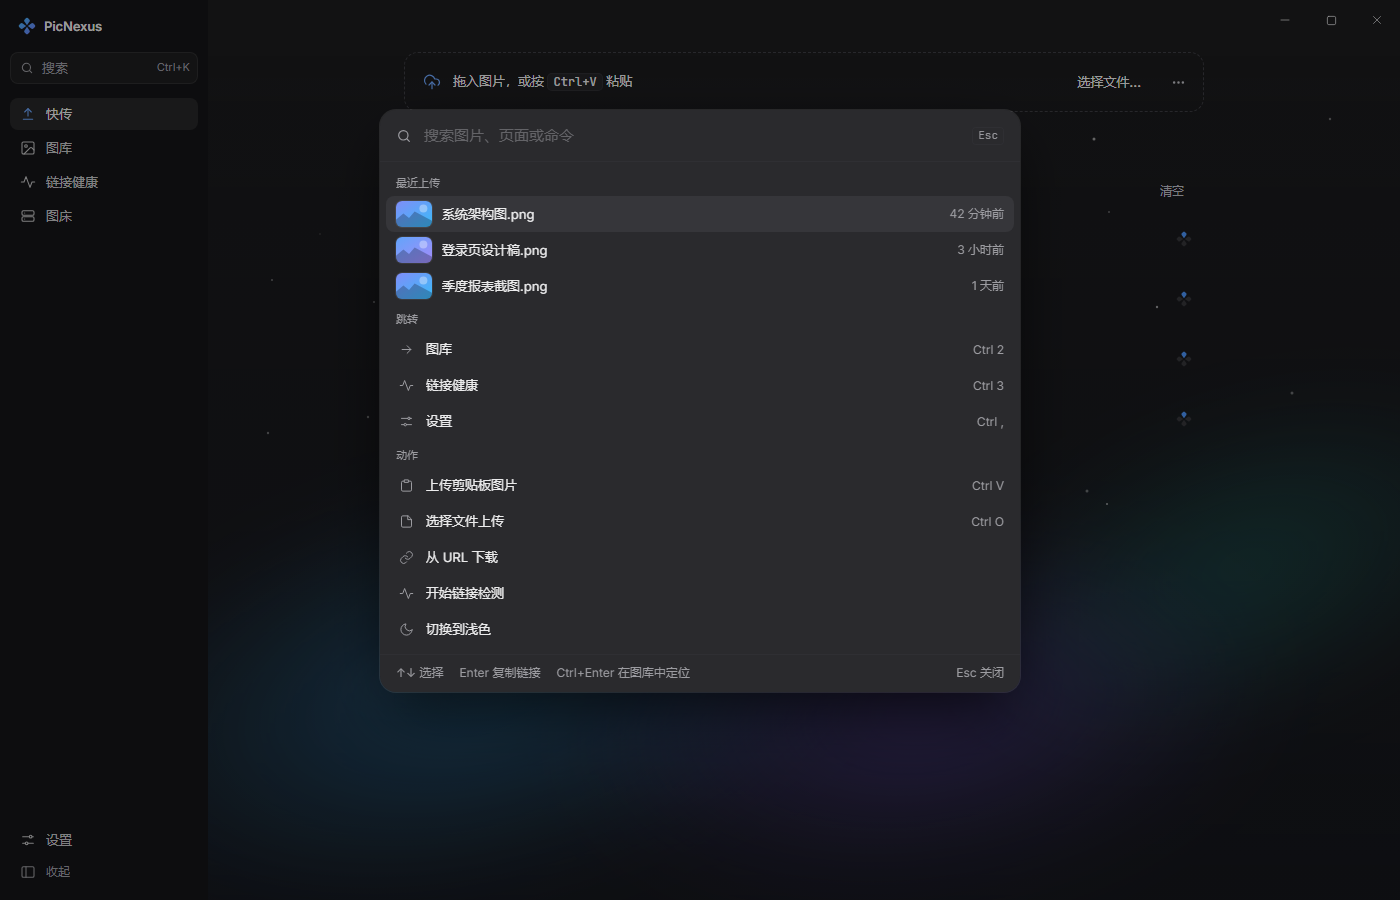 PicNexus
搜索 Ctrl+K
快传
图库
链接健康
图床
设置
收起
拖入图片，或按 Ctrl+V 粘贴 选择文件...
清空
搜索图片、页面或命令 Esc
最近上传
系统架构图.png 42 分钟前
登录页设计稿.png 3 小时前
季度报表截图.png 1 天前
跳转
图库 Ctrl 2
链接健康 Ctrl 3
设置 Ctrl ,
动作
上传剪贴板图片 Ctrl V
选择文件上传 Ctrl O
从 URL 下载
开始链接检测
切换到浅色
↑↓ 选择 Enter 复制链接 Ctrl+Enter 在图库中定位 Esc 关闭